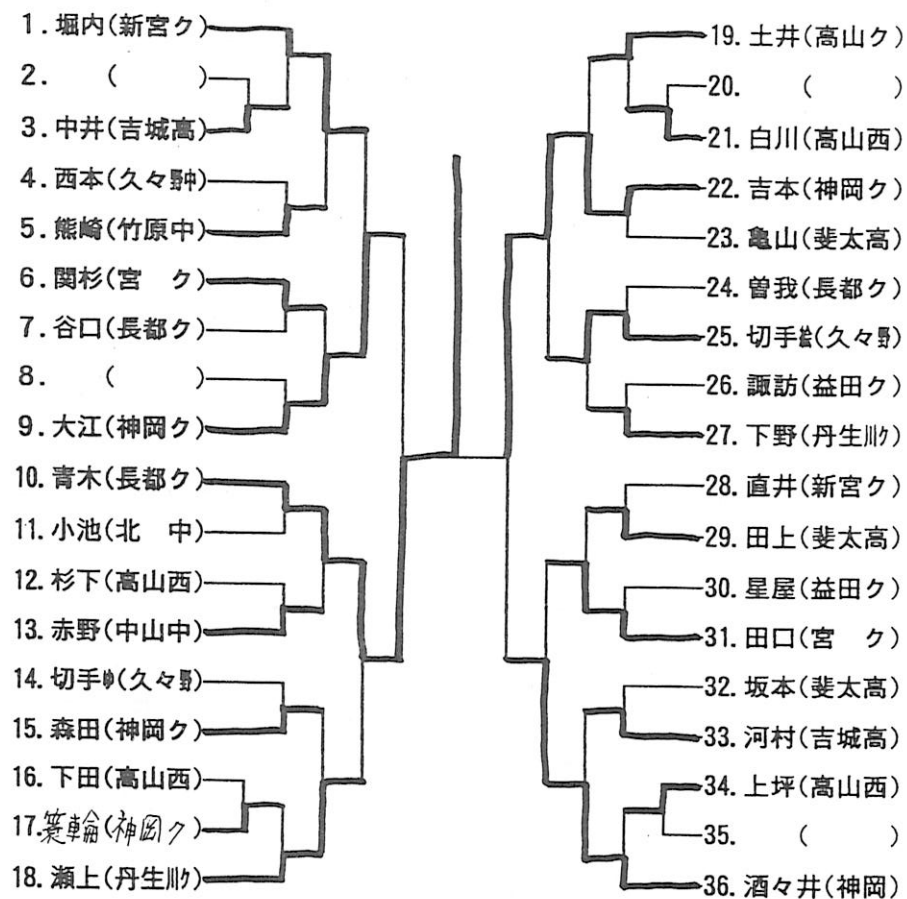 1. 堀内(新宮ク)
2. ( )
3. 中井(吉城高)
4. 西本(久々野中)
5. 熊崎(竹原中)
6. 関杉(宮 ク)
7. 谷口(長都ク)
8. ( )
9. 大江(神岡ク)
10. 青木(長都ク)
11. 小池(北 中)
12. 杉下(高山西)
13. 赤野(中山中)
14. 切手(久々野)
15. 森田(神岡ク)
16. 下田(高山西)
17. 蓑輪(神岡ク)
18. 瀬上(丹生川ク)
19. 土井(高山ク)
20. ( )
21. 白川(高山西)
22. 吉本(神岡ク)
23. 亀山(斐太高)
24. 曽我(長都ク)
25. 切手絵(久々野)
26. 諏訪(益田ク)
27. 下野(丹生川ク)
28. 直井(新宮ク)
29. 田上(斐太高)
30. 星屋(益田ク)
31. 田口(宮 ク)
32. 坂本(斐太高)
33. 河村(吉城高)
34. 上坪(高山西)
35. ( )
36. 酒々井(神岡)